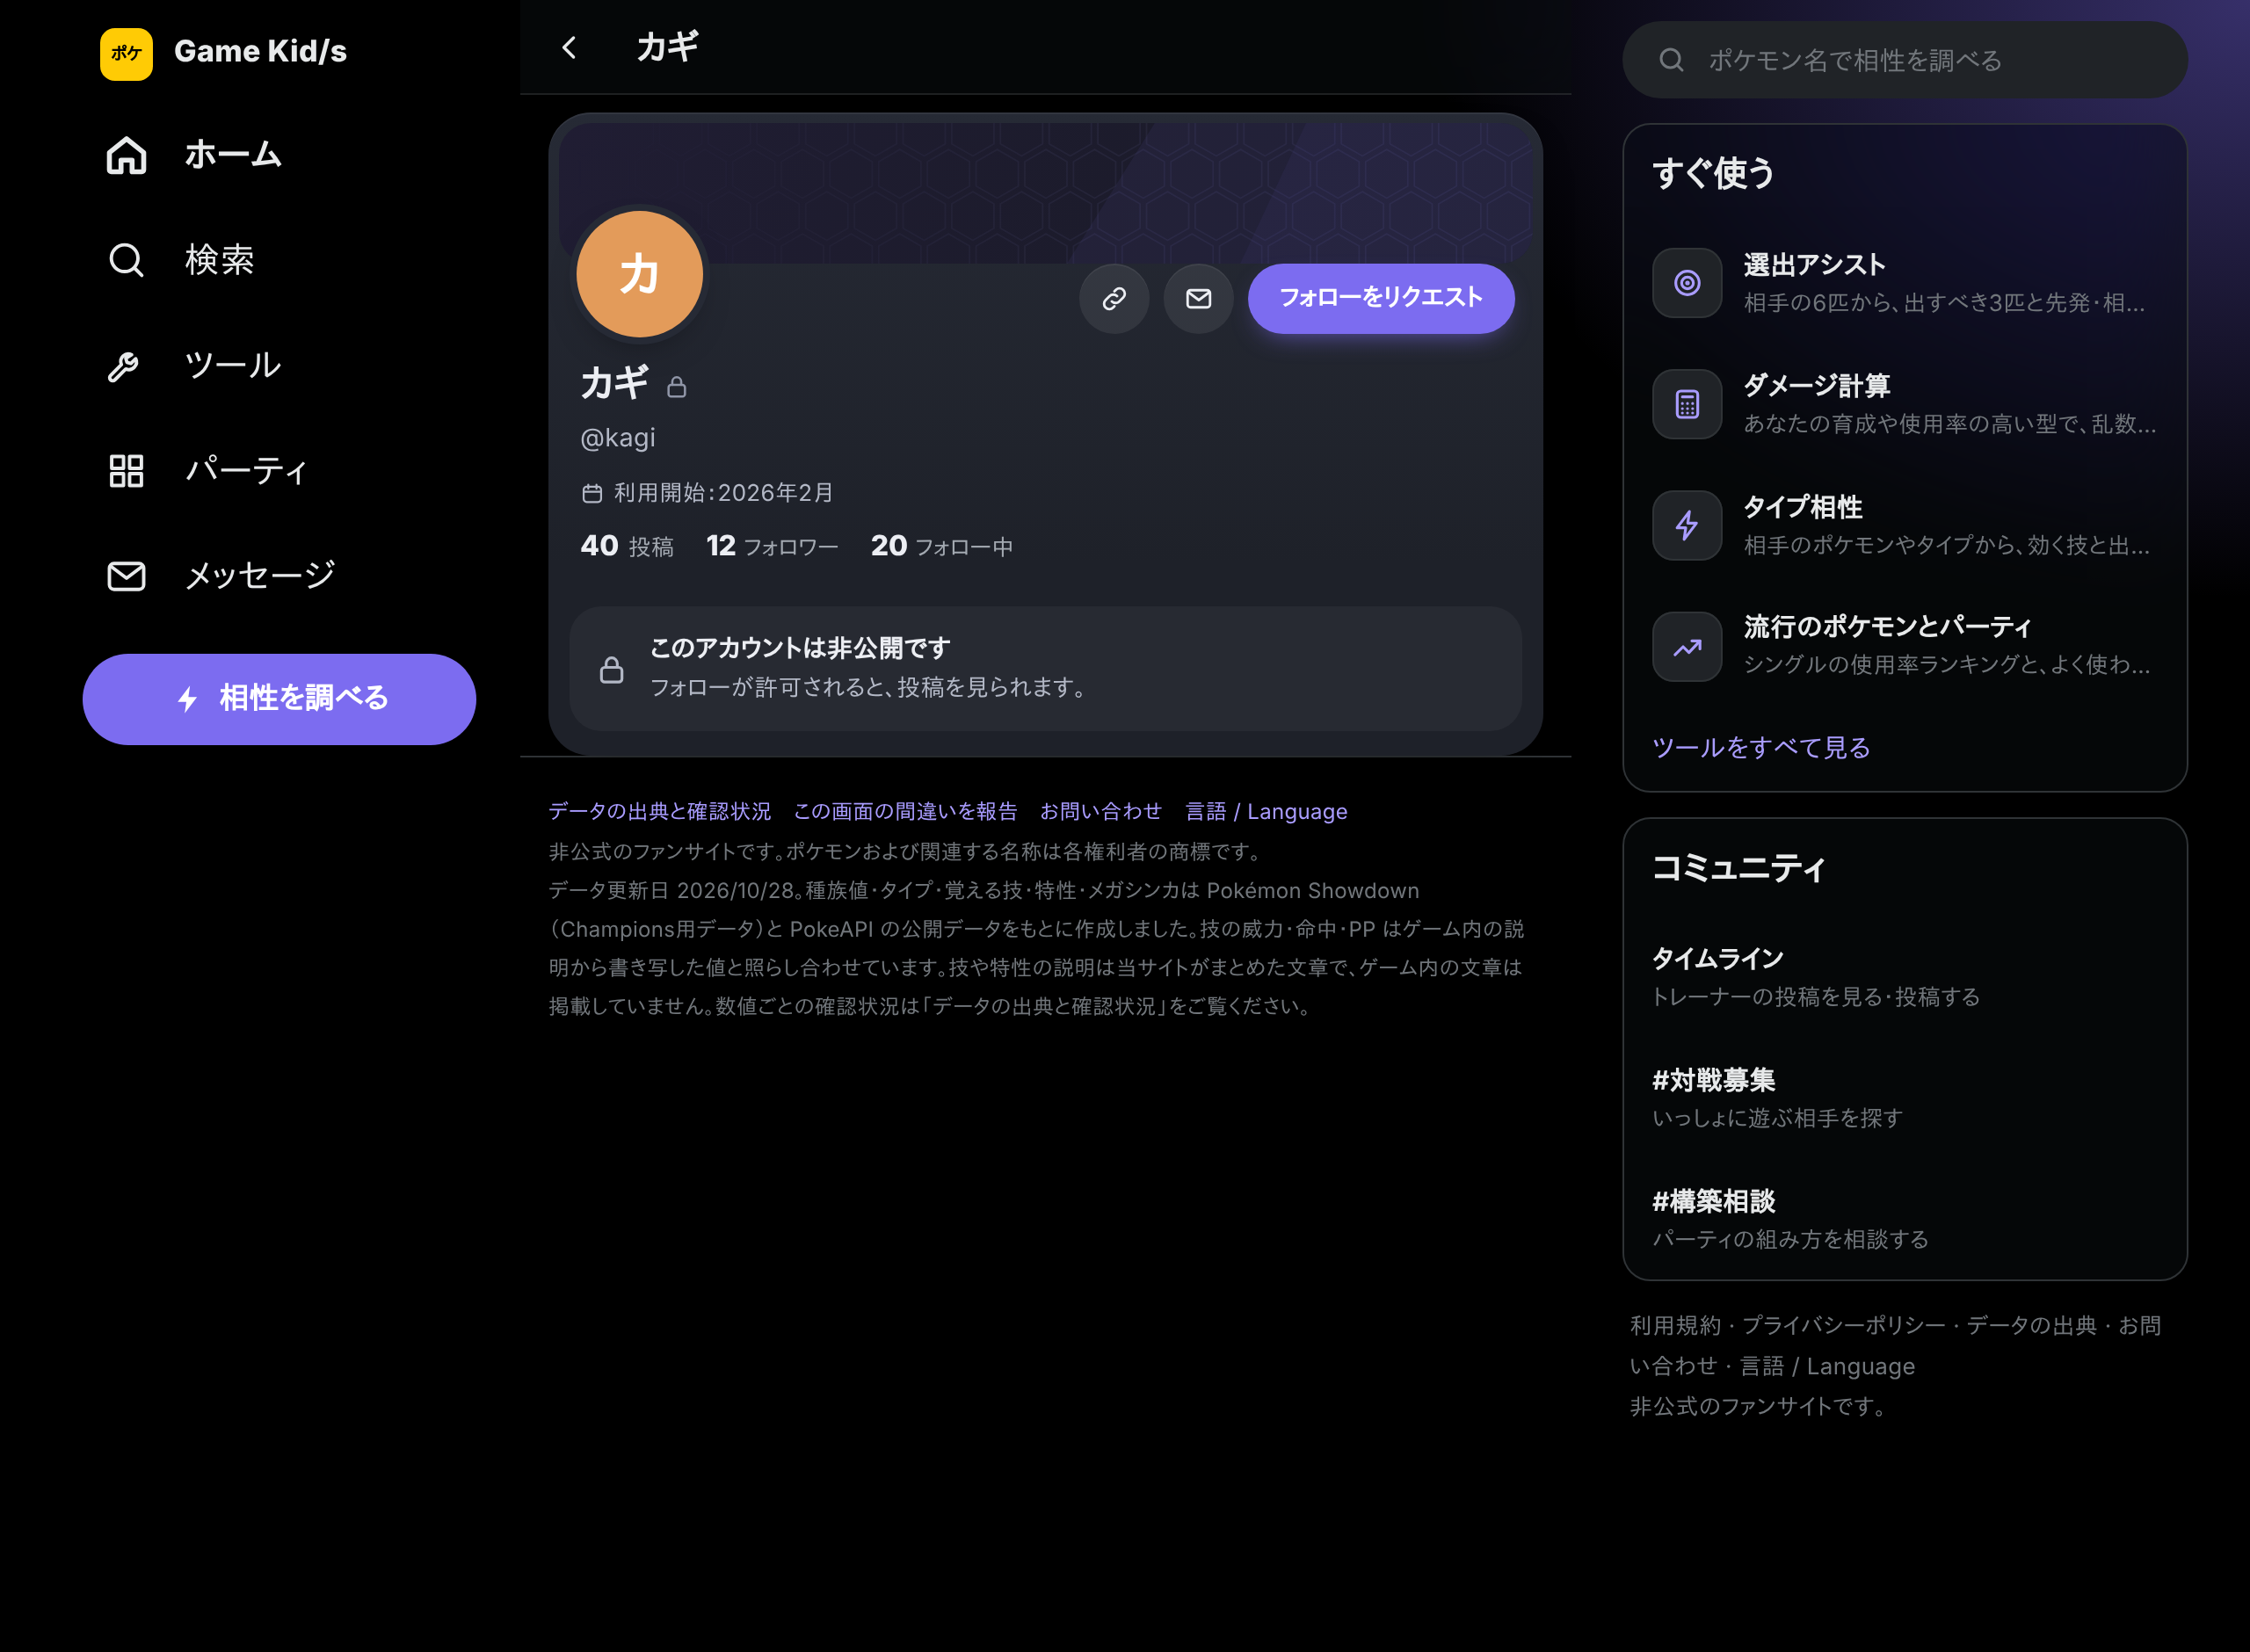 ポケ
Game Kid/s
ホーム
検索
ツール
パーティ
メッセージ
相性を調べる
カギ
カ
フォローをリクエスト
カギ
@kagi
利用開始:2026年2月
40 投稿 12 フォロワー 20 フォロー中
このアカウントは非公開です
フォローが許可されると、投稿を見られます。
データの出典と確認状況 この画面の間違いを報告 お問い合わせ 言語 / Language
非公式のファンサイトです。ポケモンおよび関連する名称は各権利者の商標です。
データ更新日 2026/10/28。種族値・タイプ・覚える技・特性・メガシンカは Pokémon Showdown
(Champions用データ)と PokeAPI の公開データをもとに作成しました。技の威力・命中・PP はゲーム内の説
明から書き写した値と照らし合わせています。技や特性の説明は当サイトがまとめた文章で、ゲーム内の文章は
掲載していません。数値ごとの確認状況は「データの出典と確認状況」をご覧ください。
ポケモン名で相性を調べる
すぐ使う
選出アシスト
相手の6匹から、出すべき3匹と先発・相…
ダメージ計算
あなたの育成や使用率の高い型で、乱数…
タイプ相性
相手のポケモンやタイプから、効く技と出…
流行のポケモンとパーティ
シングルの使用率ランキングと、よく使わ…
ツールをすべて見る
コミュニティ
タイムライン
トレーナーの投稿を見る・投稿する
#対戦募集
いっしょに遊ぶ相手を探す
#構築相談
パーティの組み方を相談する
利用規約 · プライバシーポリシー · データの出典 · お問
い合わせ · 言語 / Language
非公式のファンサイトです。